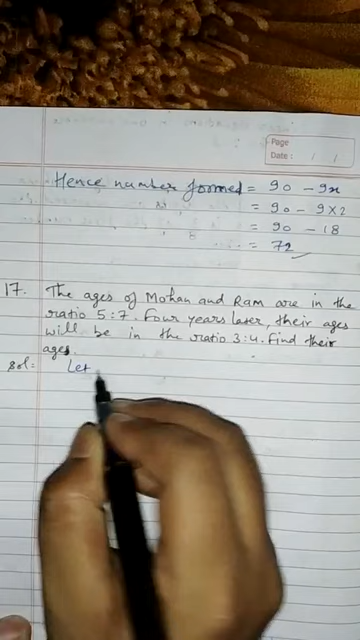 Page
Date : / /
Hence number formed = 90 - 9x
= 90 - 9×2
= 90 - 18
= 72
17. The ages of Mohan and Ram are in the
ratio 5:7. Four years later, their ages
will be in the ratio 3:4. Find their
ages.
Sol: Let